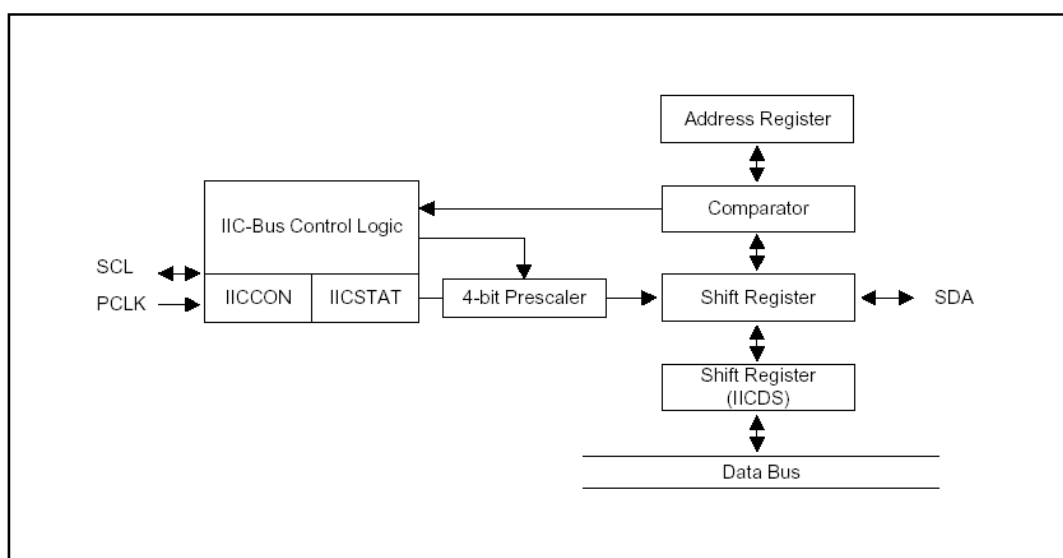 Address Register
IIC-Bus Control Logic
Comparator
SCL
PCLK
IICCON
IICSTAT
4-bit Prescaler
Shift Register
SDA
Shift Register
(IICDS)
Data Bus